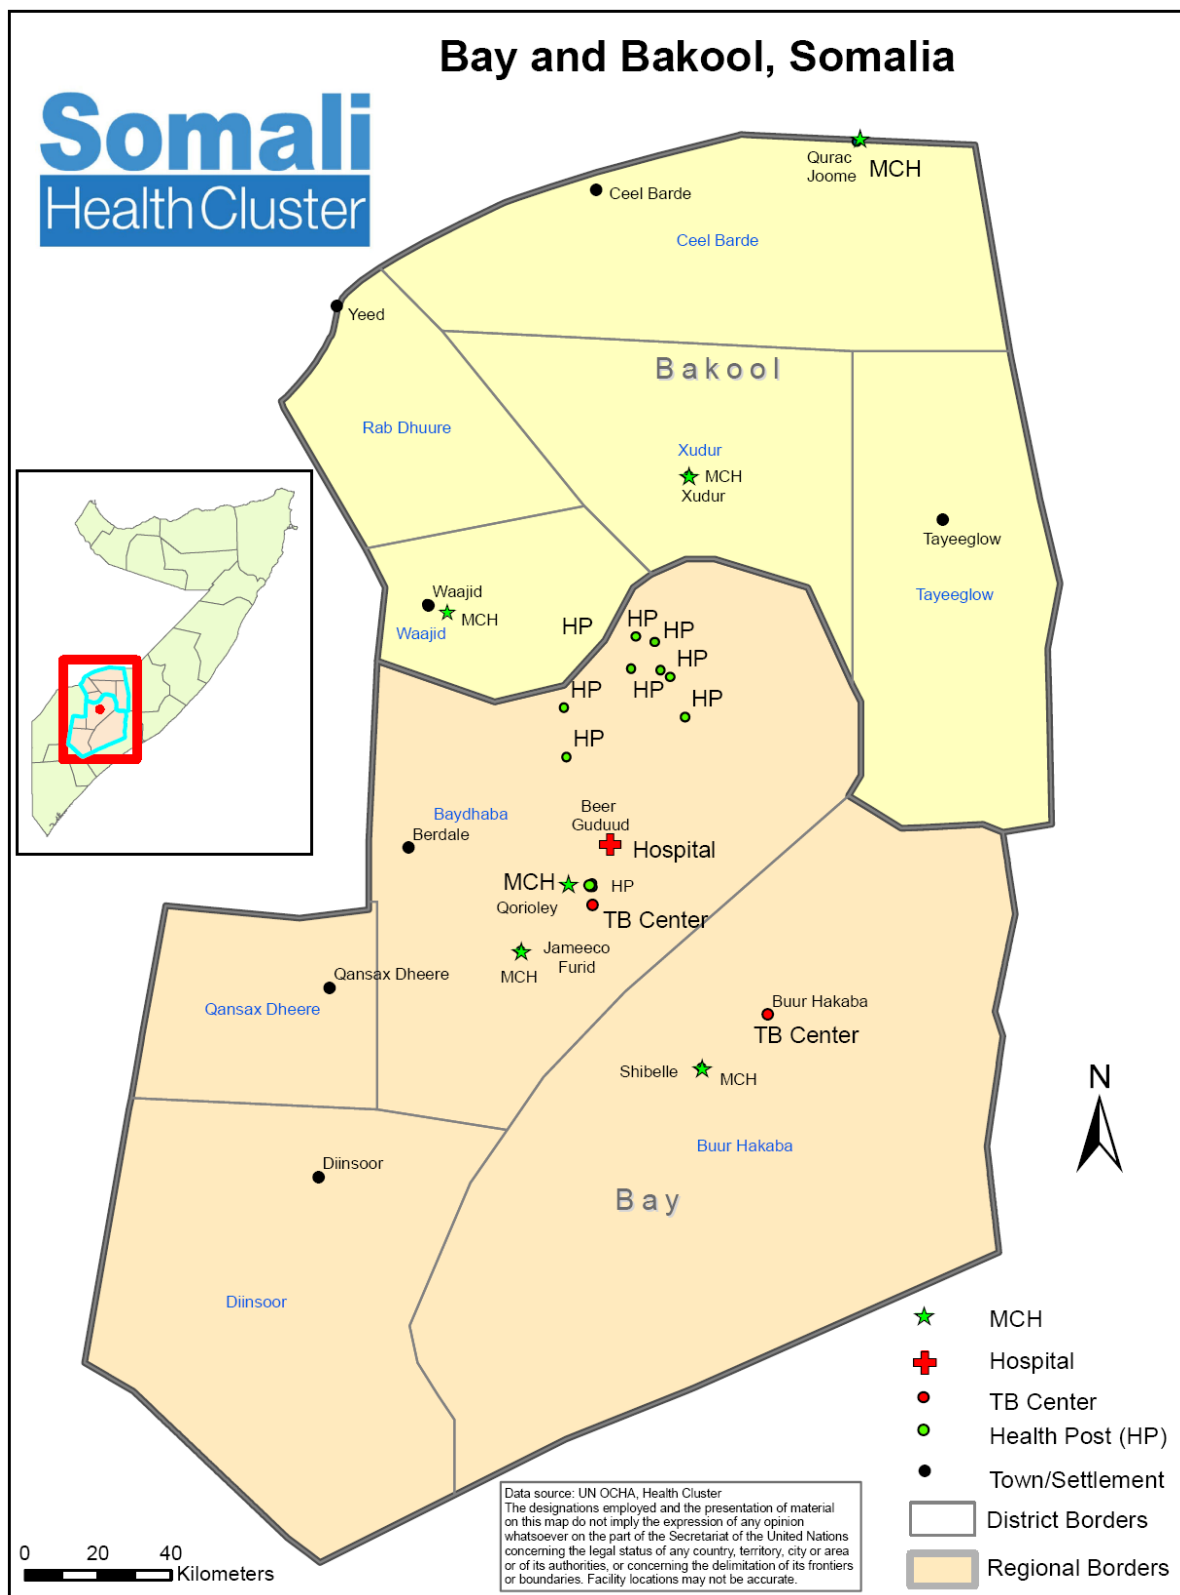 Bay and Bakool, Somalia
Somali
HealthCluster
Qurac
Joome
MCH
Ceel Barde
Ceel Barde
Yeed
Bakool
Rab Dhuure
Xudur
MCH
Xudur
Tayeeglow
Tayeeglow
Waajid
MCH
Waajid
HP
HP
HP
HP
HP
HP
HP
HP
Beer
Guduud
Baydhaba
Berdale
Hospital
MCH
HP
Qorioley
TB Center
Jameeco
Furid
MCH
Qansax Dheere
Qansax Dheere
Buur Hakaba
TB Center
Shibelle
MCH
N
Buur Hakaba
Diinsoor
Bay
Diinsoor
MCH
Hospital
TB Center
Health Post (HP)
Town/Settlement
District Borders
Regional Borders
Data source: UN OCHA, Health Cluster
The designations employed and the presentation of material
on this map do not imply the expression of any opinion
whatsoever on the part of the Secretariat of the United Nations
concerning the legal status of any country, territory, city or area
or of its authorities, or concerning the delimitation of its frontiers
or boundaries. Facility locations may not be accurate.
0 20 40
Kilometers